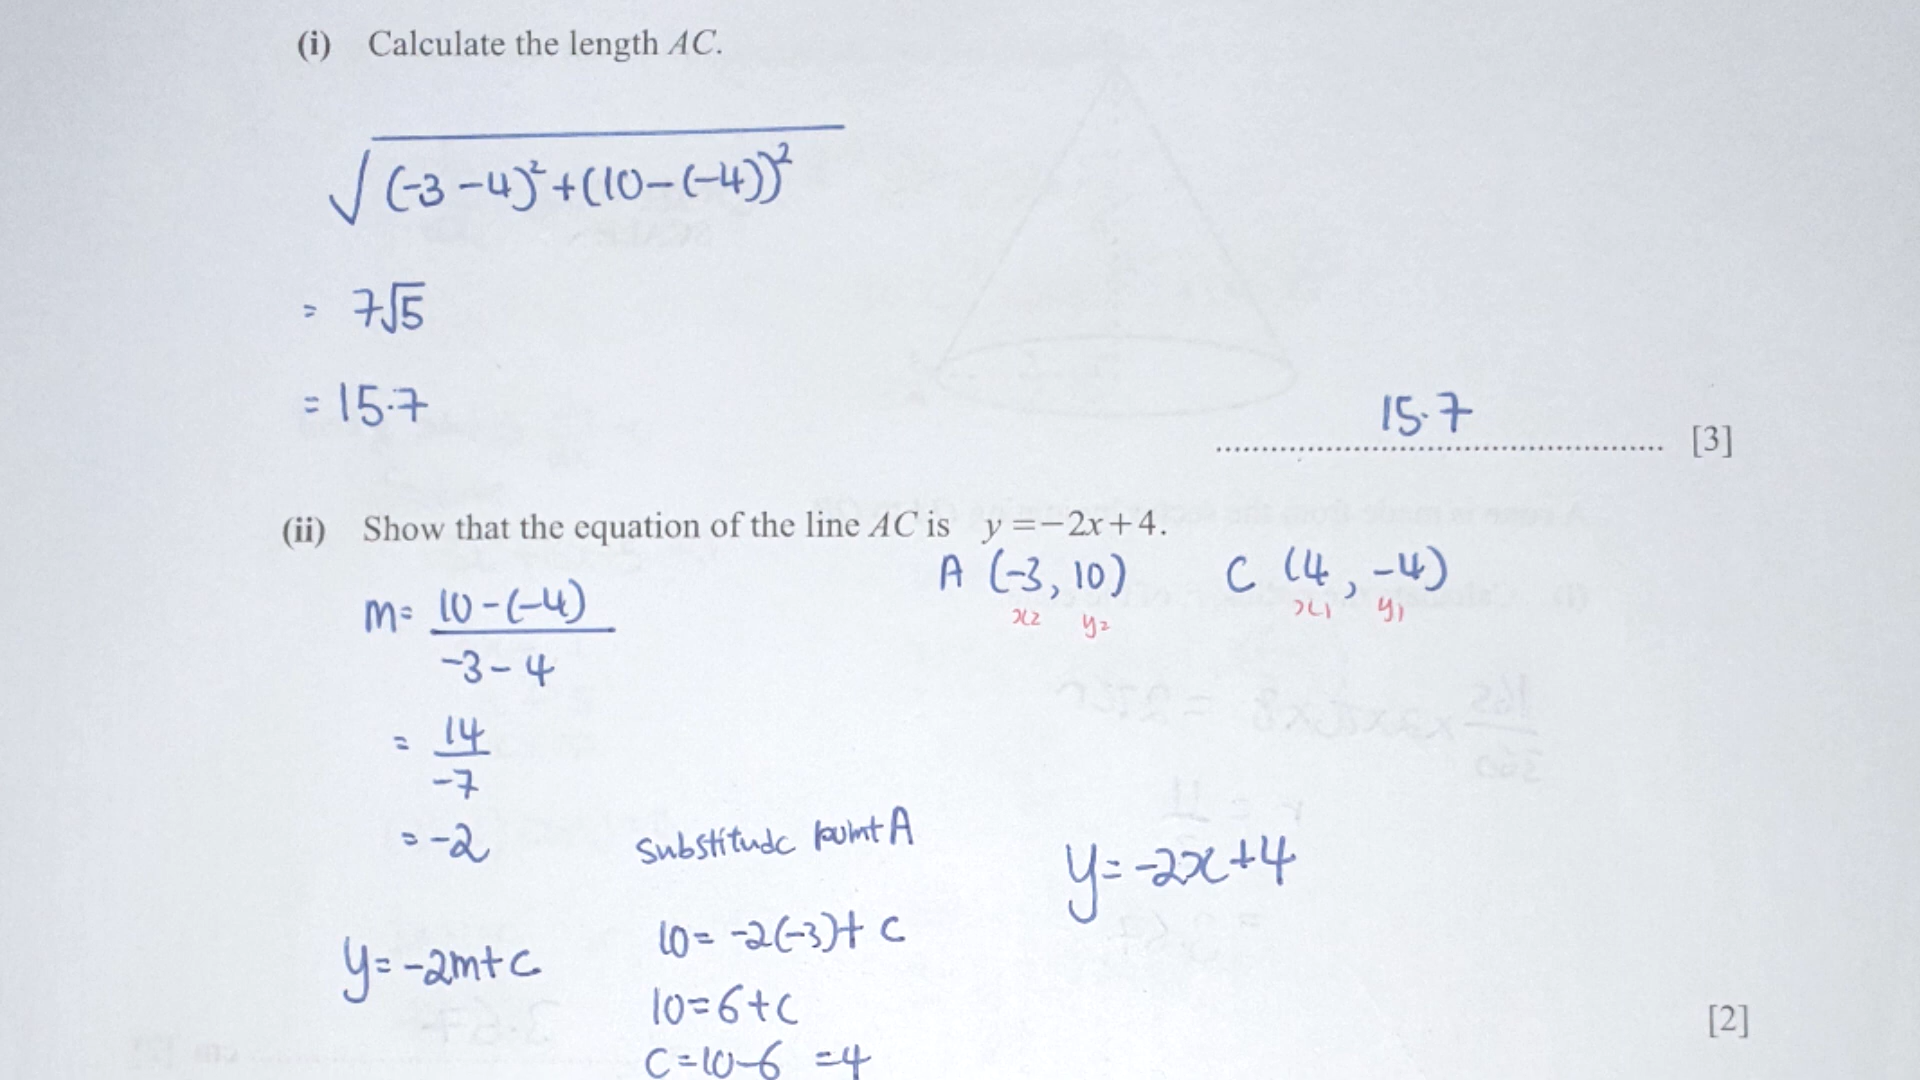 (i) Calculate the length AC.
√(-3-4)²+(10-(-4))²
= 7√5
= 15.7
15.7 [3]
(ii) Show that the equation of the line AC is y = −2x + 4.
A (-3, 10) C (4, -4)
x2 y2 x1 y1
m= 10-(-4)
-3-4
= 14
-7
= -2
substitude point A
y= -2x+4
10= -2(-3)+ c
y= -2m+c
10=6+c
[2]
c=10-6 =4